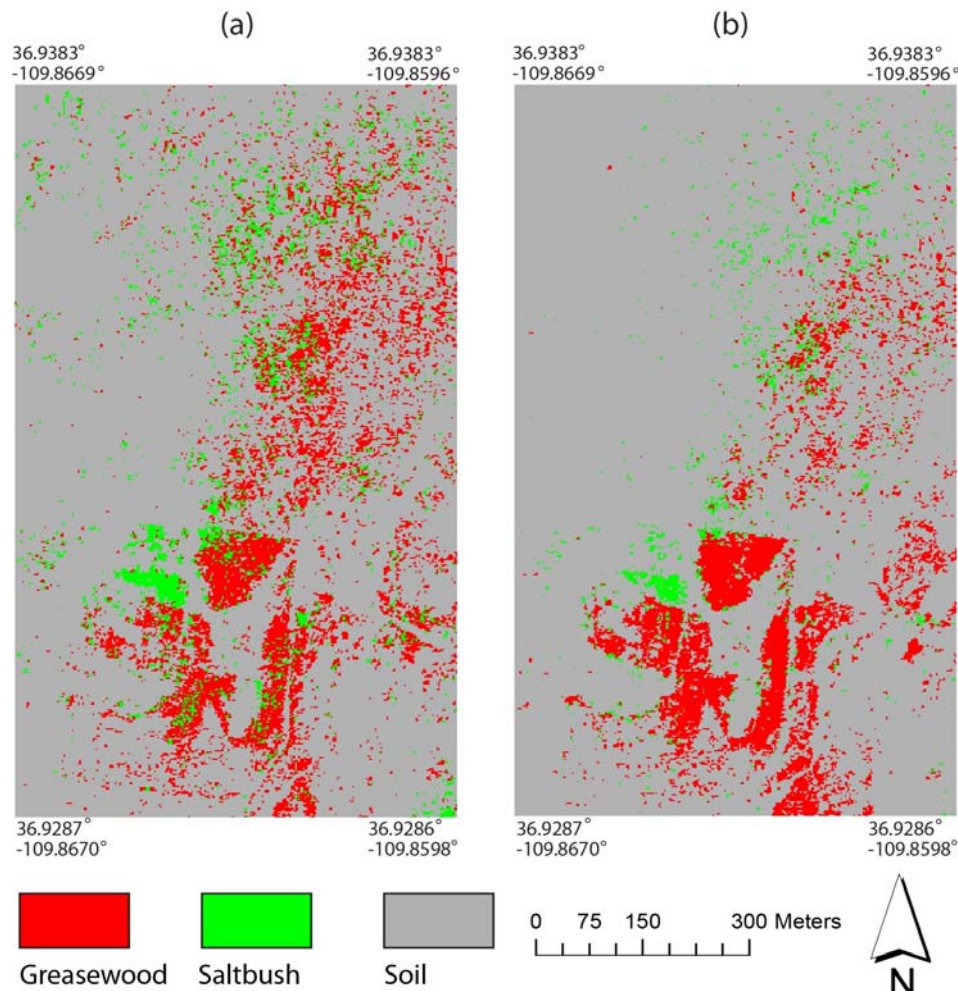 (a) (b)
36.9383° 36.9383° 36.9383° 36.9383°
-109.8669° -109.8596° -109.8669° -109.8596°
36.9287° 36.9286° 36.9287° 36.9286°
-109.8670° -109.8598° -109.8670° -109.8598°
0 75 150 300 Meters
Greasewood Saltbush Soil
N